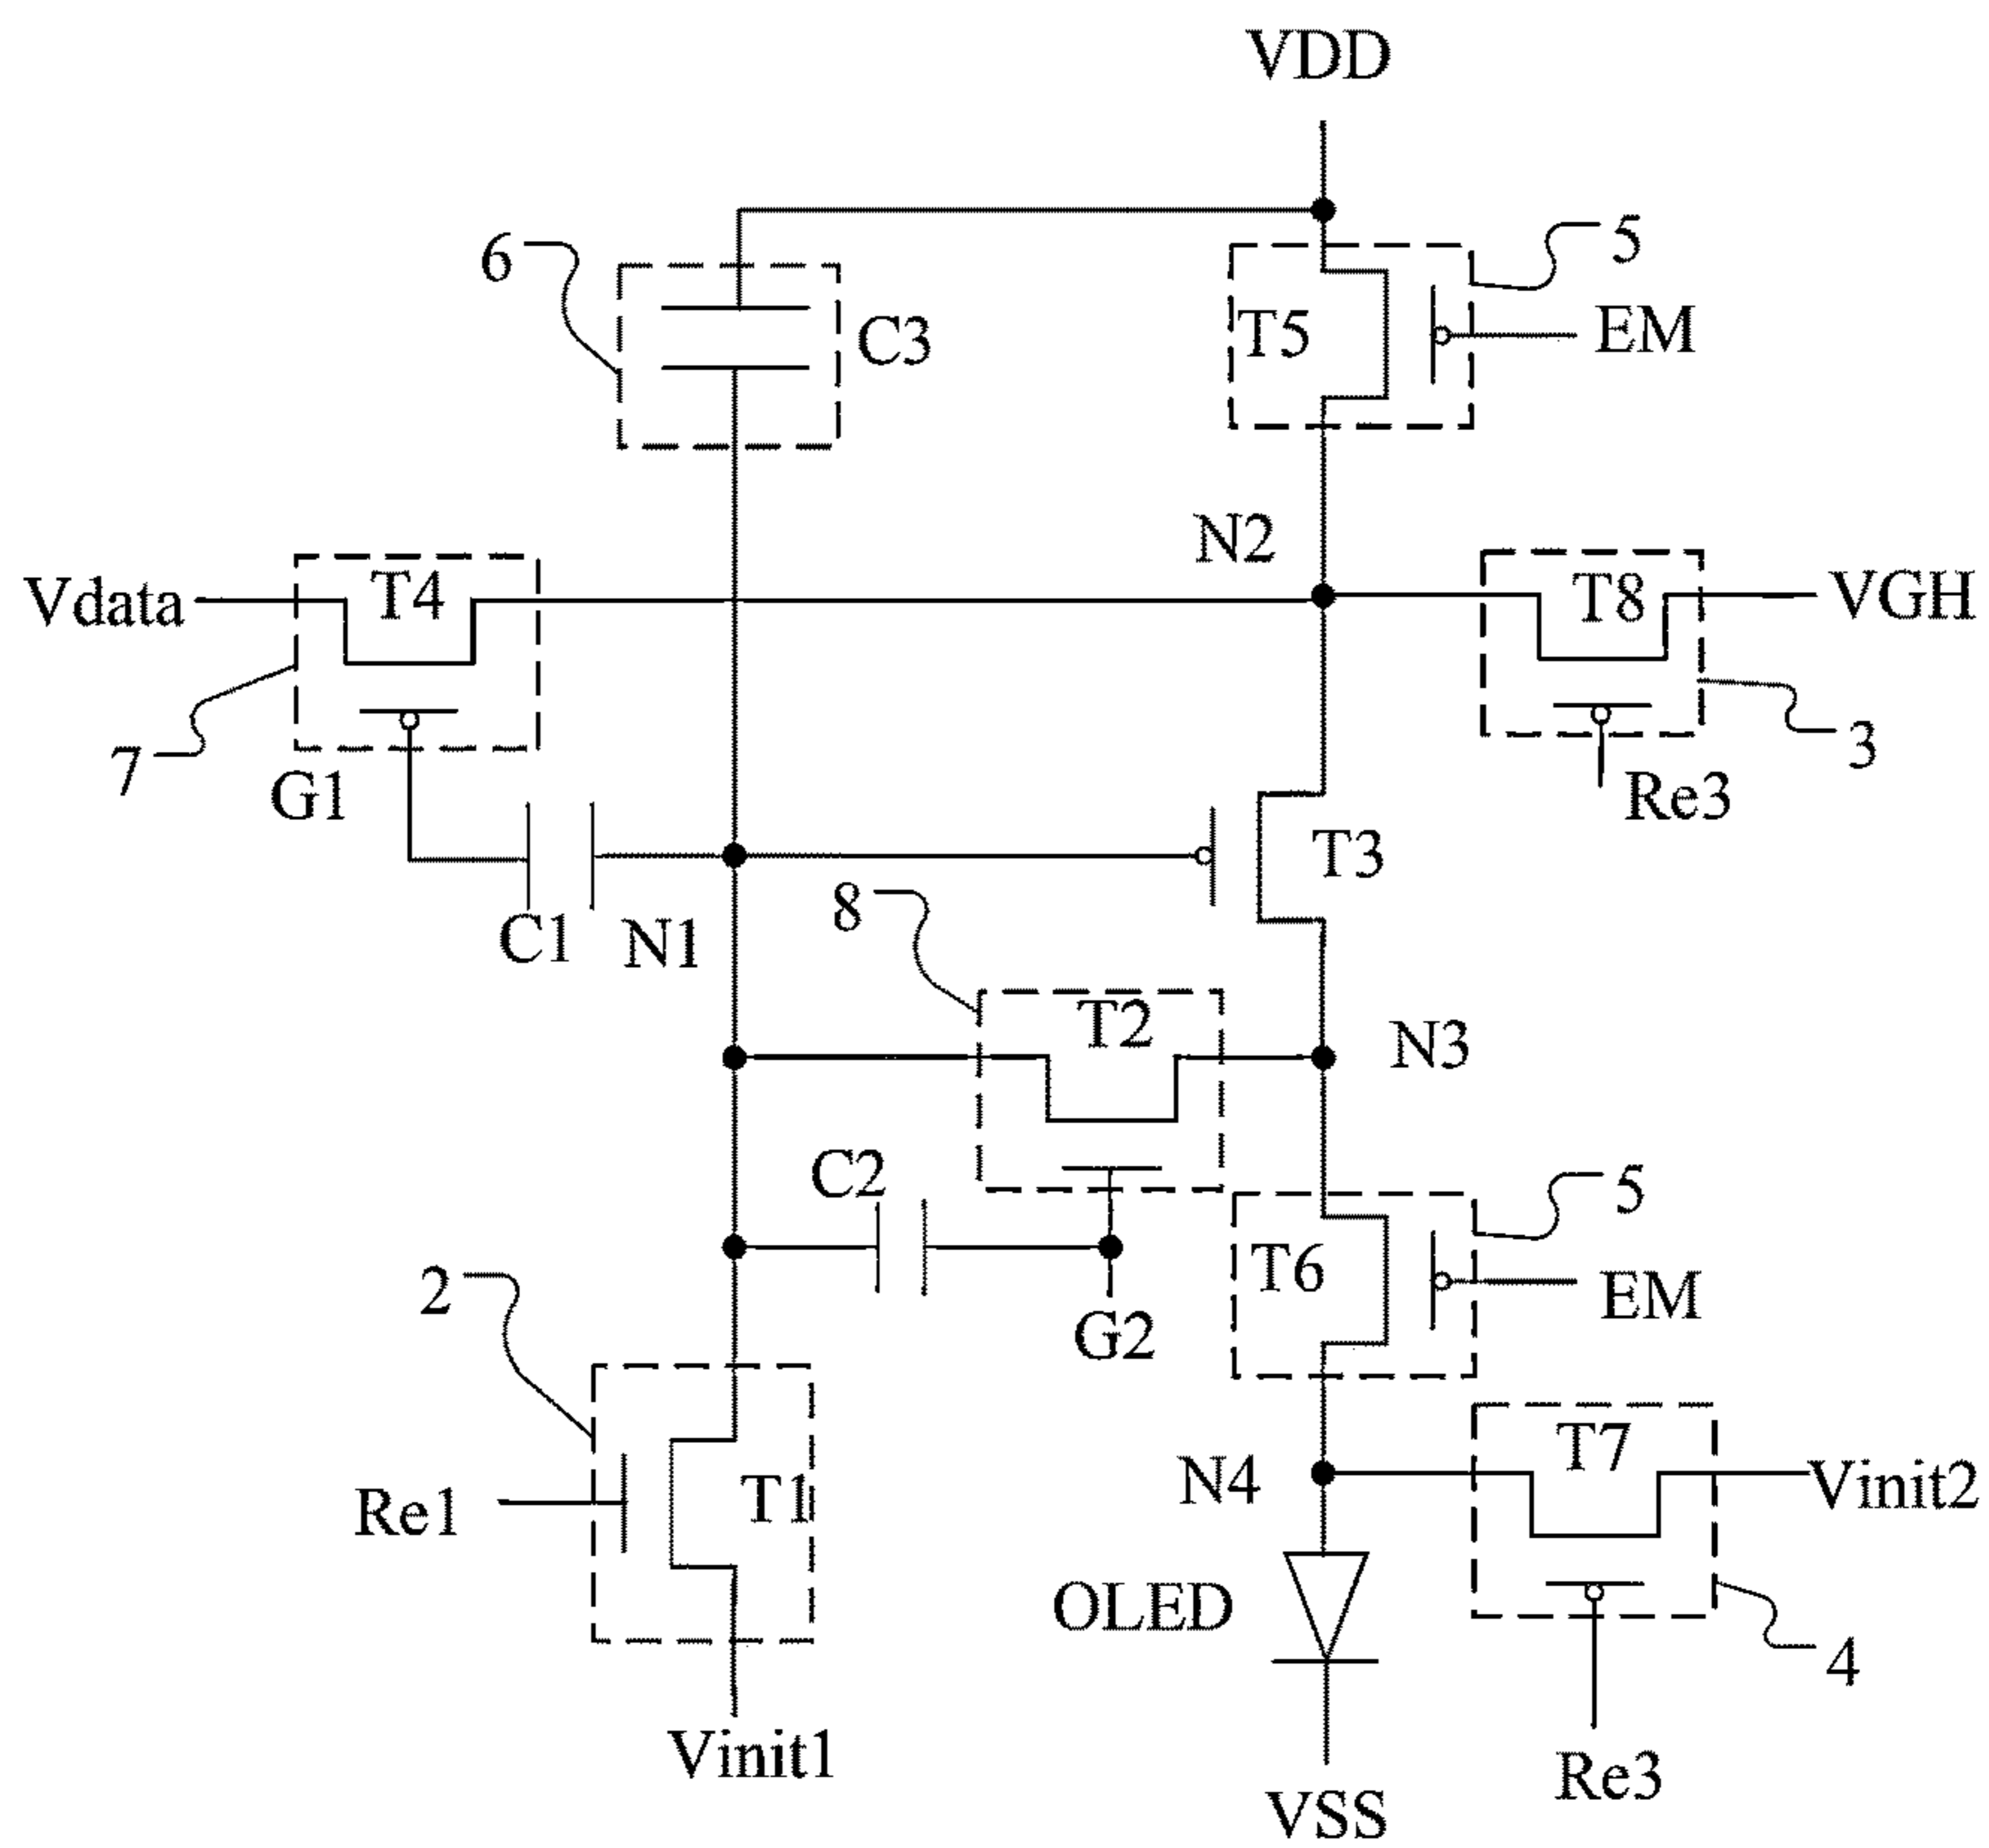 VDD
6
C3
5
T5
EM
N2
Vdata
T4
T8
VGH
7
G1
3
Re3
T3
8
C1
N1
T2
N3
C2
5
T6
EM
2
G2
T7
N4
Vinit2
Re1
T1
OLED
4
Vinit1
Re3
VSS